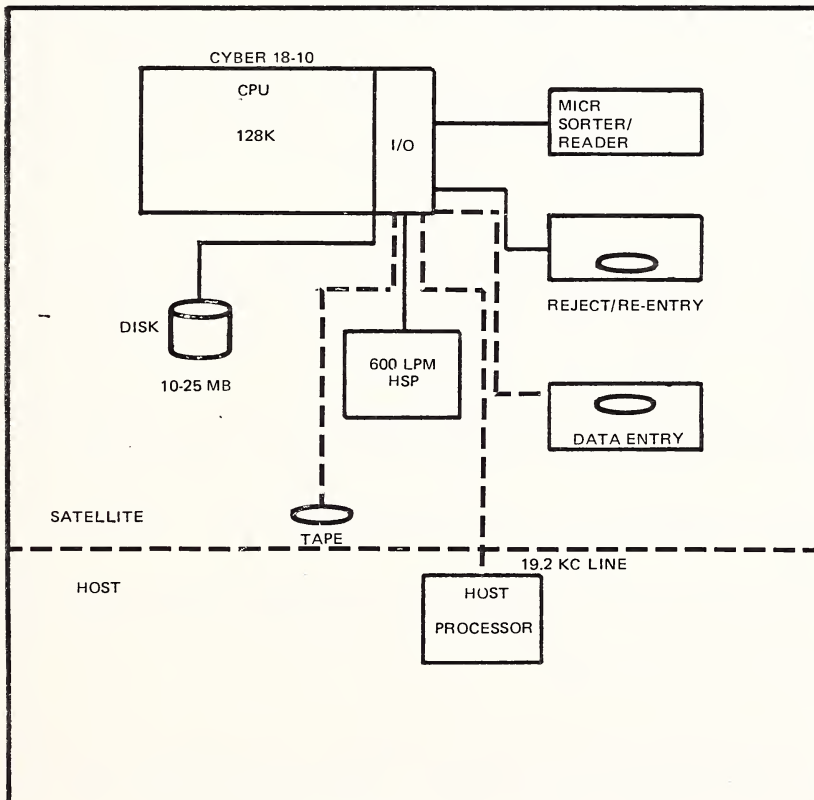 CYBER 18-10
CPU
128K
I/O
MICR
SORTER/
READER
REJECT/RE-ENTRY
DISK
10-25 MB
600 LPM
HSP
DATA ENTRY
SATELLITE
TAPE
19.2 KC LINE
HOST
HOST
PROCESSOR